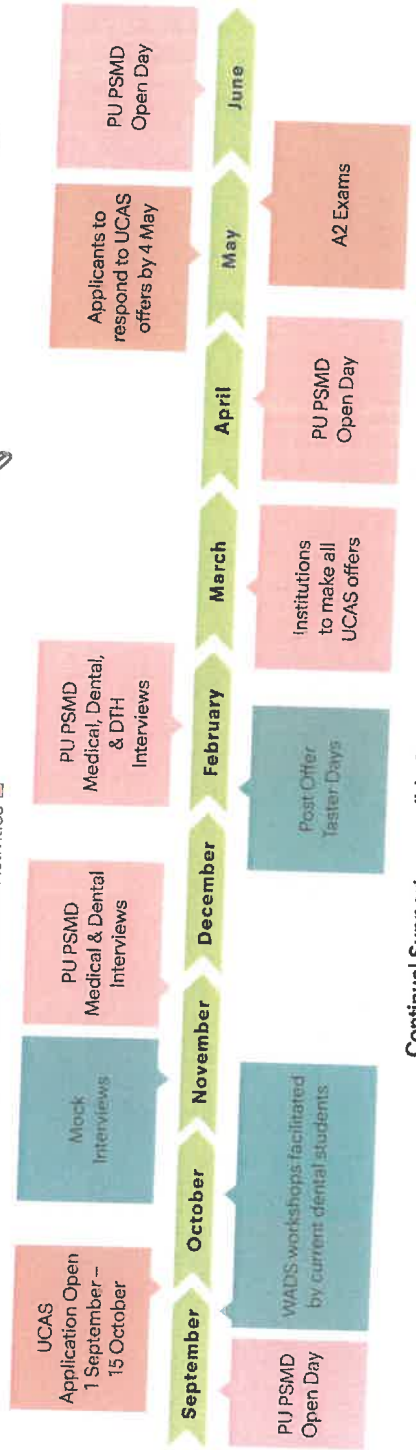 UCAS
Application Open
1 September –
15 October
Mock
Interviews
PU PSMD
Medical & Dental
Interviews
PU PSMD
Medical, Dental,
& DTH
Interviews
Applicants to
respond to UCAS
offers by 4 May
PU PSMD
Open Day
September
October
November
December
February
March
April
May
June
PU PSMD
Open Day
WADS workshops facilitated
by current dental students
Post Offer
Taster Days
Institutions
to make all
UCAS offers
PU PSMD
Open Day
A2 Exams
Continual Support